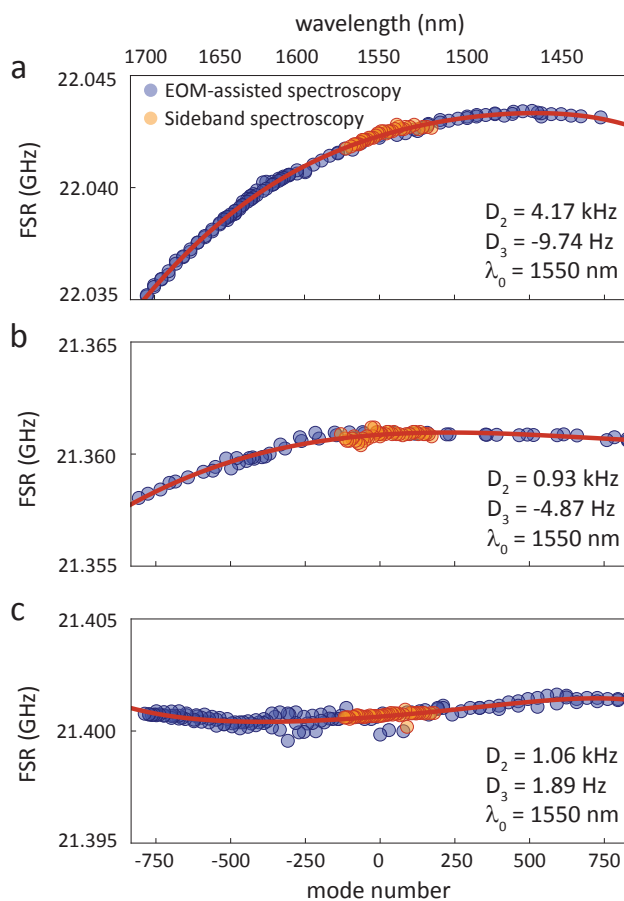 wavelength (nm)
1700 1650 1600 1550 1500 1450
a
22.045
22.040
22.035
FSR (GHz)
EOM-assisted spectroscopy
Sideband spectroscopy
D₂ = 4.17 kHz
D₃ = -9.74 Hz
λ₀ = 1550 nm
b
21.365
21.360
21.355
FSR (GHz)
D₂ = 0.93 kHz
D₃ = -4.87 Hz
λ₀ = 1550 nm
c
21.405
21.400
21.395
FSR (GHz)
D₂ = 1.06 kHz
D₃ = 1.89 Hz
λ₀ = 1550 nm
-750 -500 -250 0 250 500 750
mode number